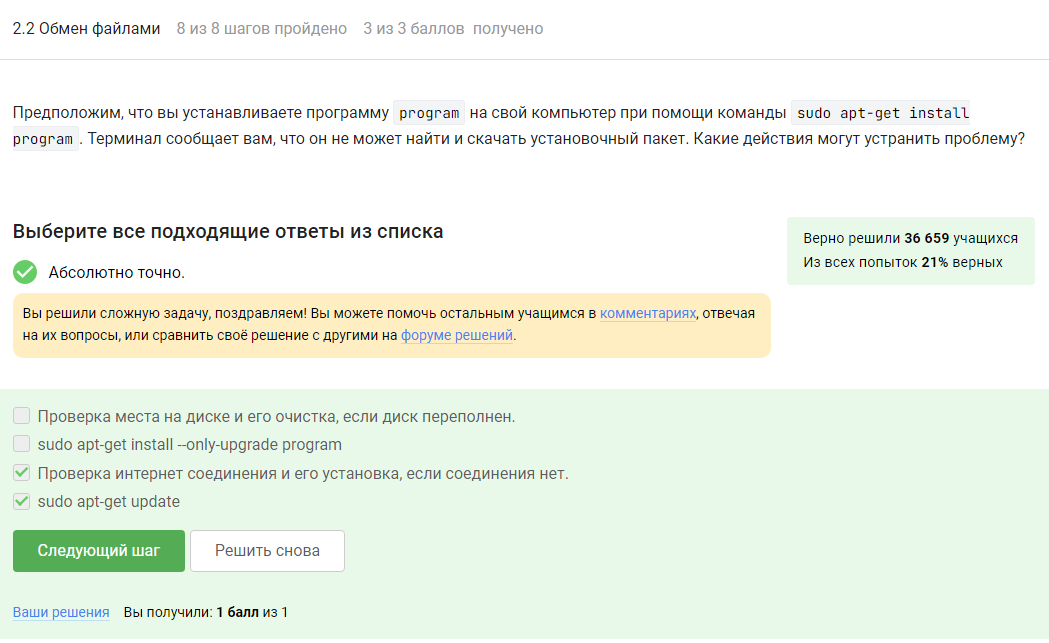 2.2 Обмен файлами 8 из 8 шагов пройдено 3 из 3 баллов получено
Предположим, что вы устанавливаете программу program на свой компьютер при помощи команды sudo apt-get install
program . Терминал сообщает вам, что он не может найти и скачать установочный пакет. Какие действия могут устранить проблему?
Выберите все подходящие ответы из списка
Верно решили 36 659 учащихся
Из всех попыток 21% верных
Абсолютно точно.
Вы решили сложную задачу, поздравляем! Вы можете помочь остальным учащимся в комментариях, отвечая
на их вопросы, или сравнить своё решение с другими на форуме решений.
Проверка места на диске и его очистка, если диск переполнен.
sudo apt-get install --only-upgrade program
Проверка интернет соединения и его установка, если соединения нет.
sudo apt-get update
Следующий шаг Решить снова
Ваши решения Вы получили: 1 балл из 1